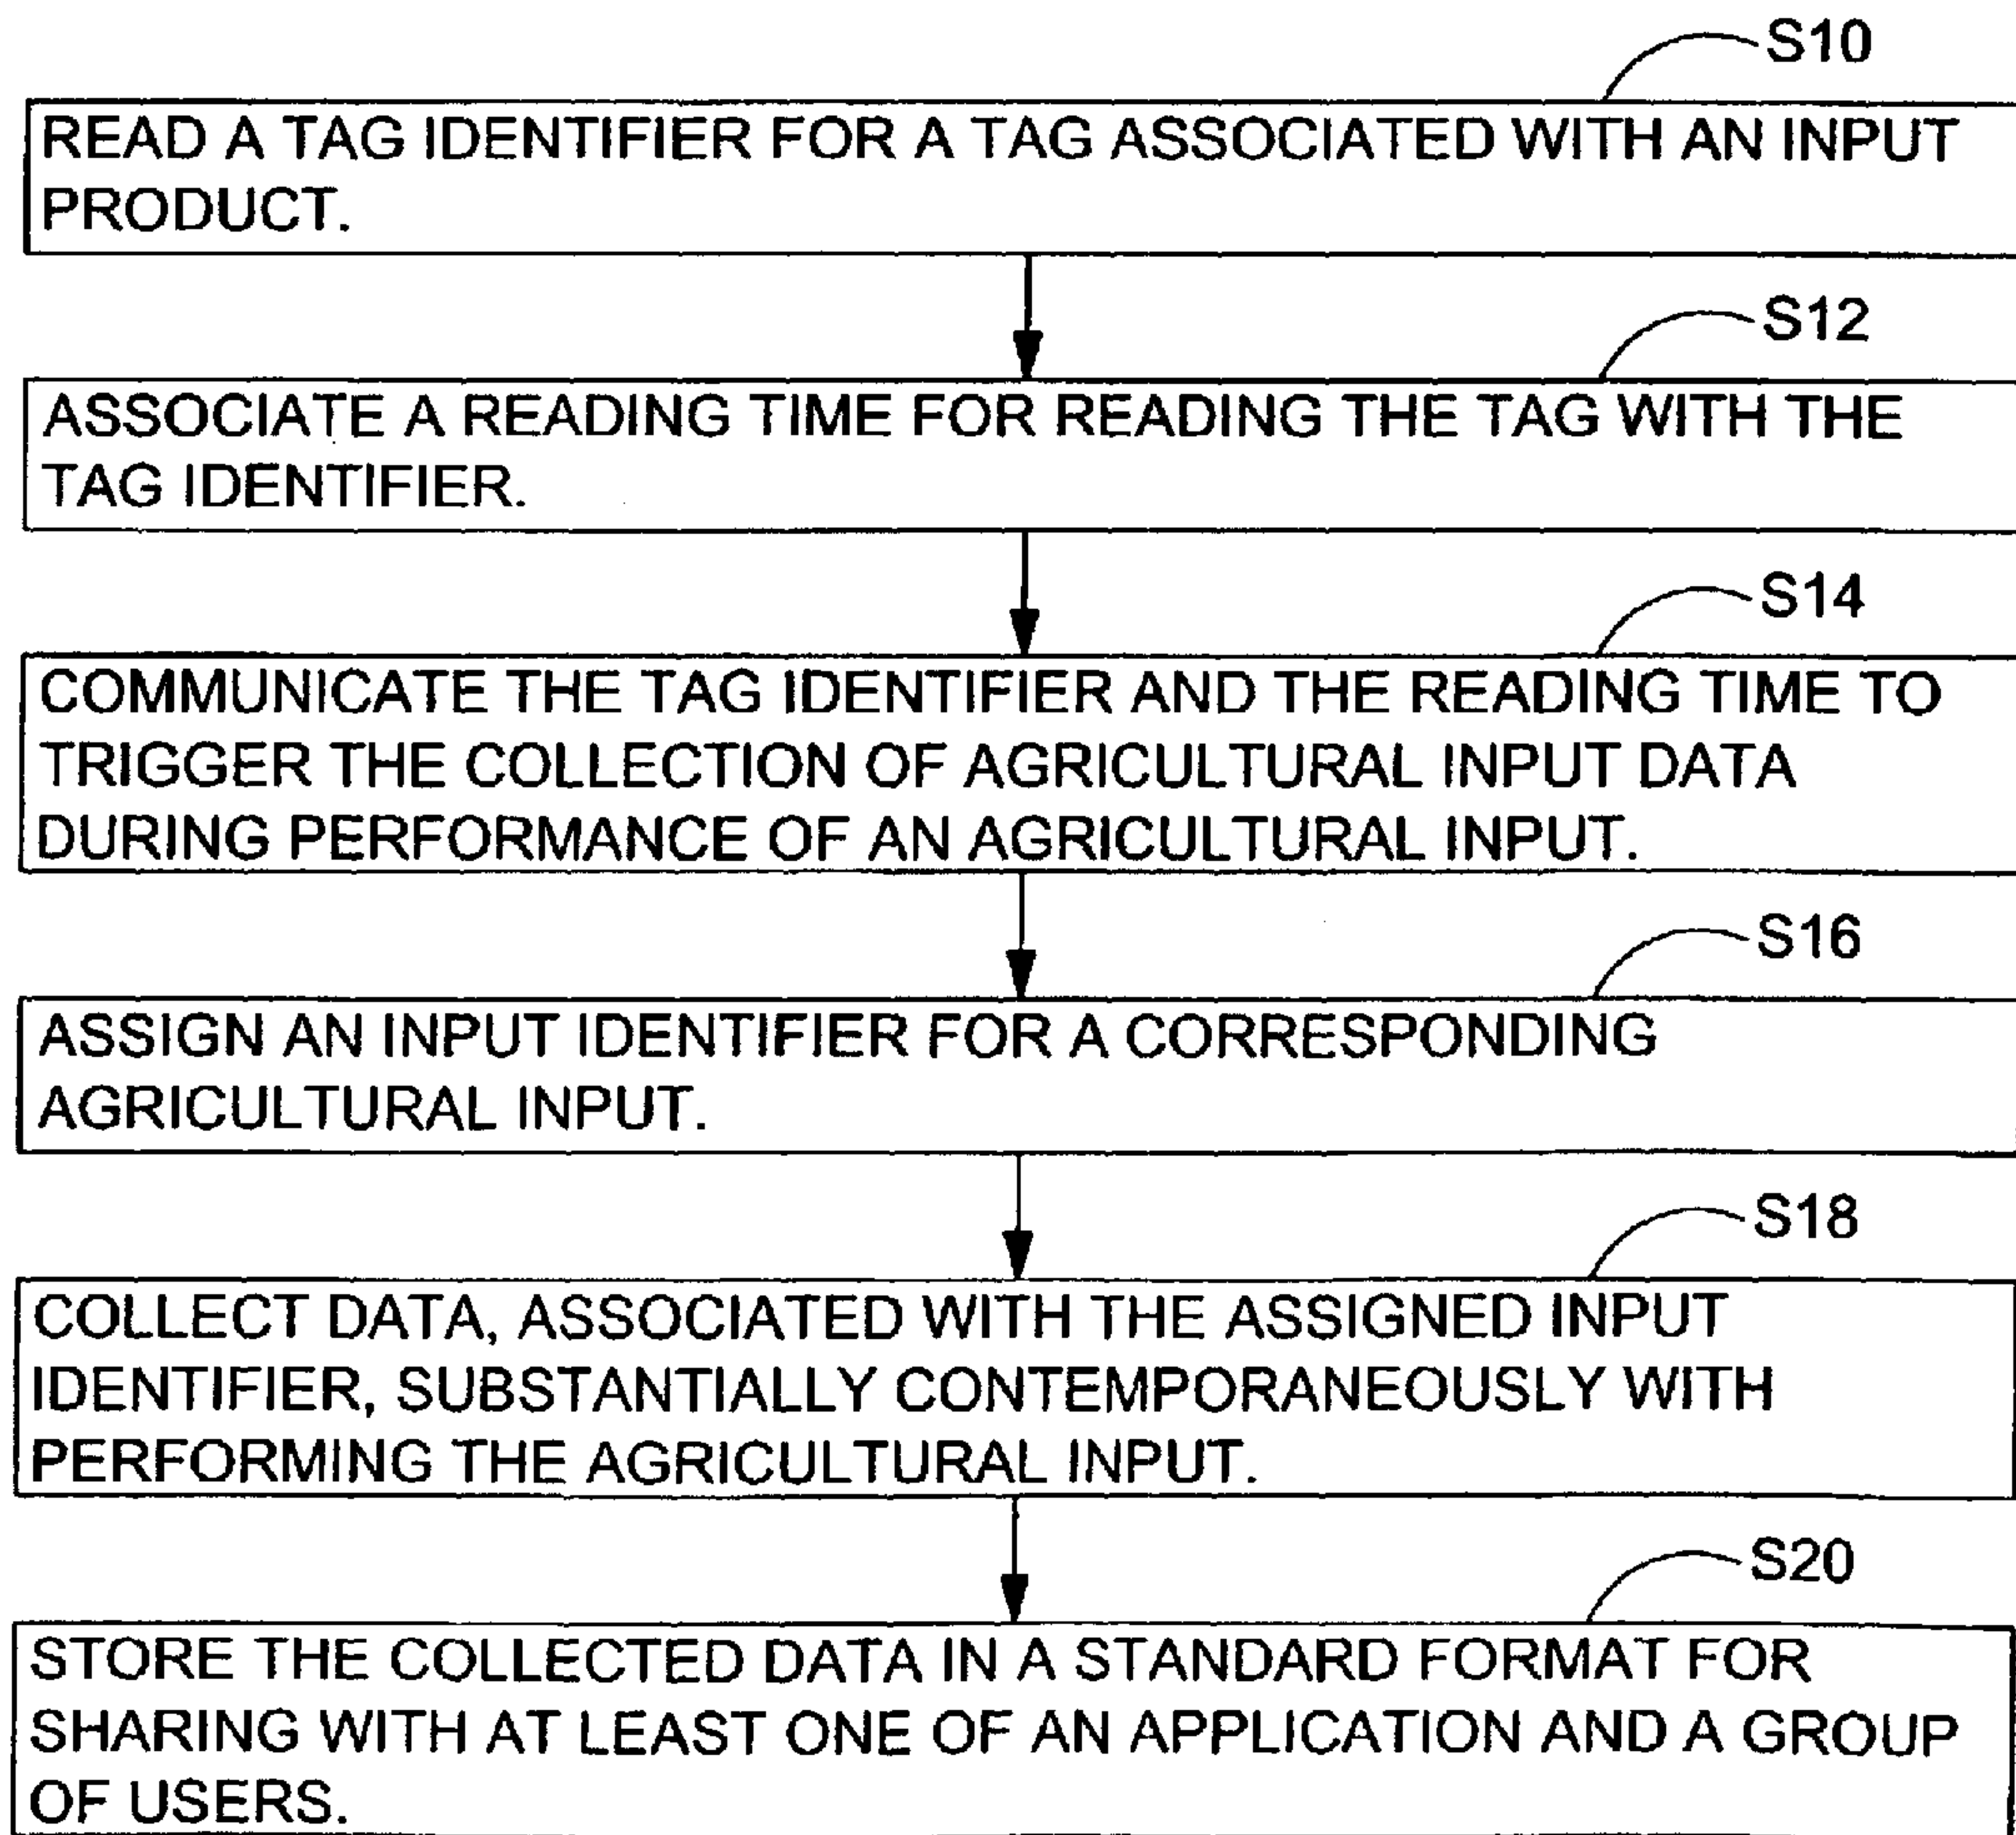 S10
READ A TAG IDENTIFIER FOR A TAG ASSOCIATED WITH AN INPUT
PRODUCT.
S12
ASSOCIATE A READING TIME FOR READING THE TAG WITH THE
TAG IDENTIFIER.
S14
COMMUNICATE THE TAG IDENTIFIER AND THE READING TIME TO
TRIGGER THE COLLECTION OF AGRICULTURAL INPUT DATA
DURING PERFORMANCE OF AN AGRICULTURAL INPUT.
S16
ASSIGN AN INPUT IDENTIFIER FOR A CORRESPONDING
AGRICULTURAL INPUT.
S18
COLLECT DATA, ASSOCIATED WITH THE ASSIGNED INPUT
IDENTIFIER, SUBSTANTIALLY CONTEMPORANEOUSLY WITH
PERFORMING THE AGRICULTURAL INPUT.
S20
STORE THE COLLECTED DATA IN A STANDARD FORMAT FOR
SHARING WITH AT LEAST ONE OF AN APPLICATION AND A GROUP
OF USERS.